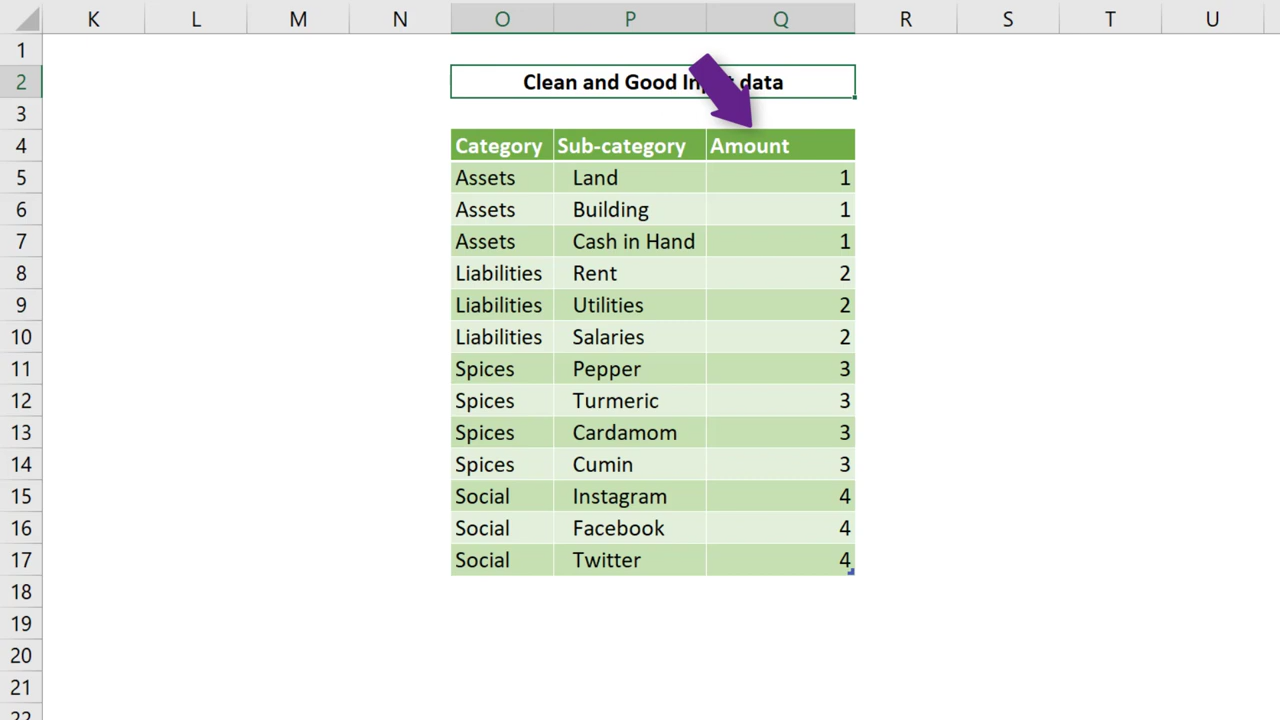 K L M N O P Q R S T U
1
2 Clean and Good data
3
4 Category Sub-category Amount
5 Assets Land 1
6 Assets Building 1
7 Assets Cash in Hand 1
8 Liabilities Rent 2
9 Liabilities Utilities 2
10 Liabilities Salaries 2
11 Spices Pepper 3
12 Spices Turmeric 3
13 Spices Cardamom 3
14 Spices Cumin 3
15 Social Instagram 4
16 Social Facebook 4
17 Social Twitter 4
18
19
20
21
22